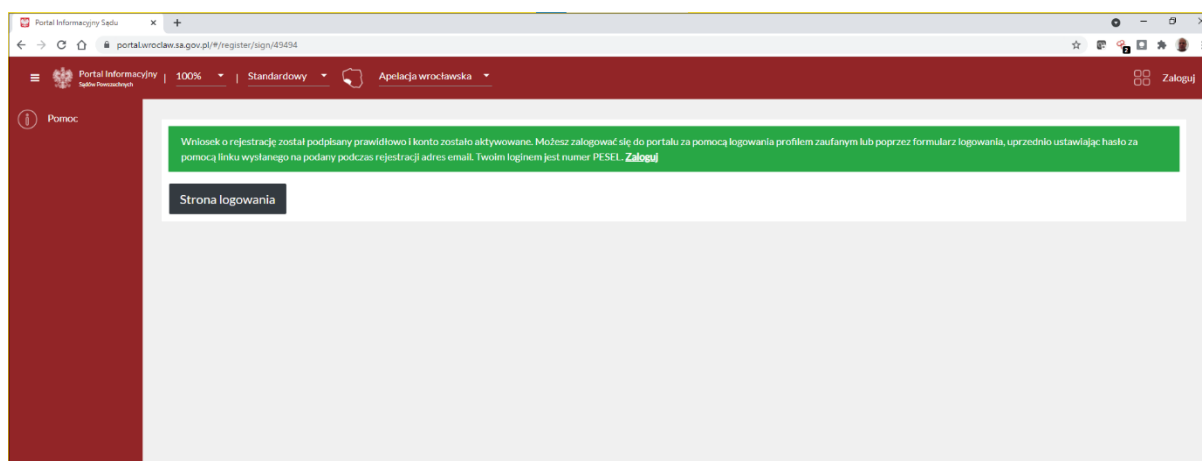 Portal Informacyjny Sądu
portal.wroclaw.sa.gov.pl/#/register/sign/49494
2
Portal Informacyjny
Sądów Powszechnych
100%
Standardowy
Apelacja wrocławska
Zaloguj
Pomoc
Wniosek o rejestrację został podpisany prawidłowo i konto zostało aktywowane. Możesz zalogować się do portalu za pomocą logowania profilem zaufanym lub poprzez formularz logowania, uprzednio ustawiając hasło za
pomocą linku wysłanego na podany podczas rejestracji adres email. Twoim loginem jest numer PESEL. Zaloguj
Strona logowania